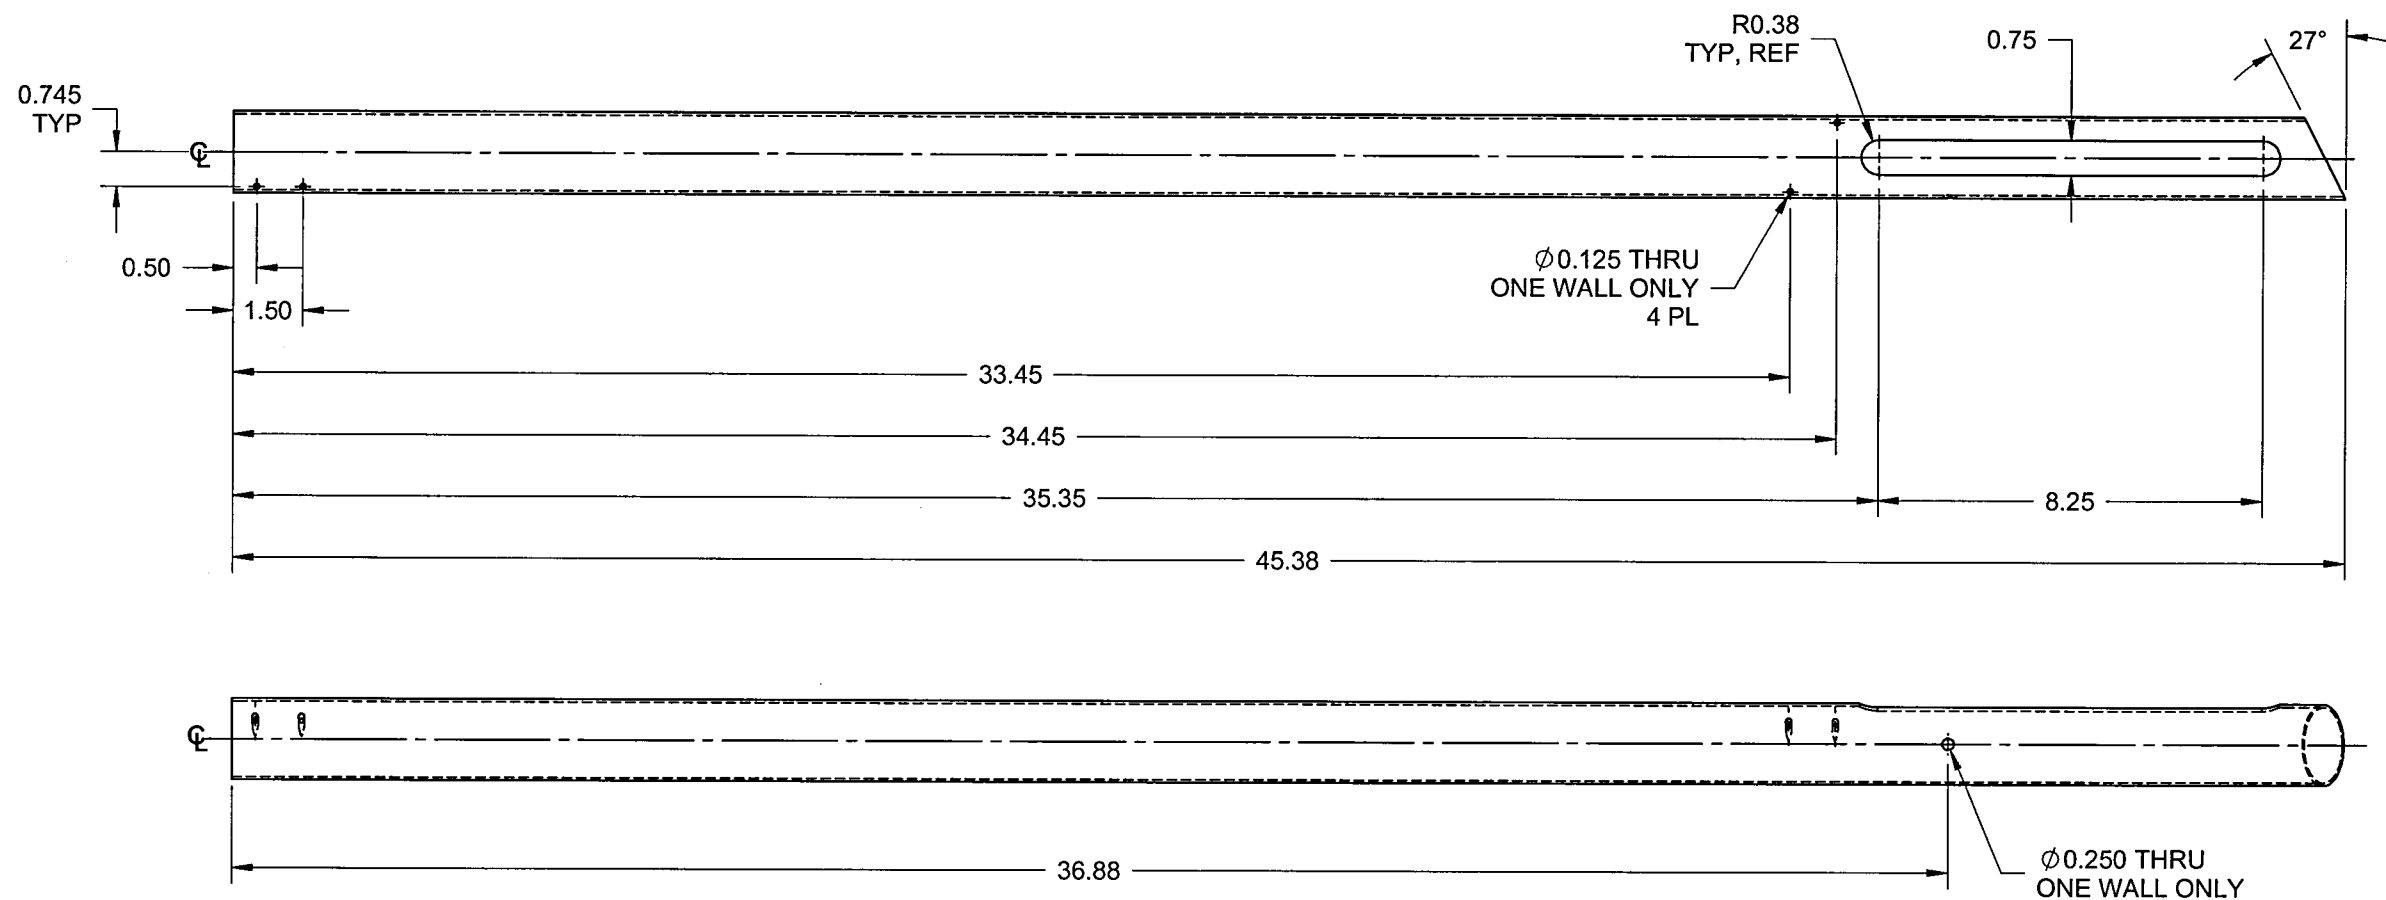 R0.38
TYP, REF
0.75
27°
0.745
TYP
℄
0.50
1.50
Ø0.125 THRU
ONE WALL ONLY
4 PL
33.45
34.45
35.35
8.25
45.38
℄
36.88
Ø0.250 THRU
ONE WALL ONLY